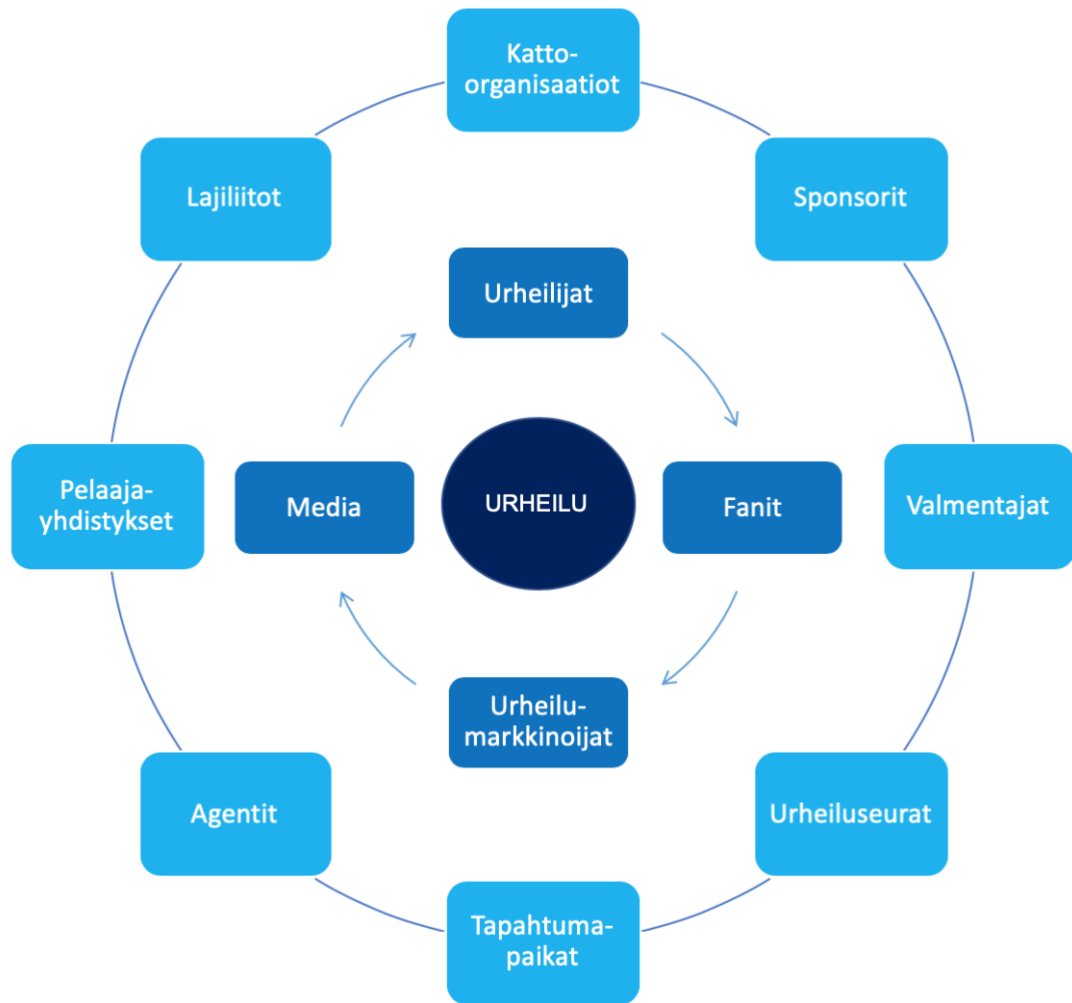 Katto-
organisaatiot
Lajiliitot
Sponsorit
Urheilijat
Pelaaja-
yhdistykset
Media
URHEILU
Fanit
Valmentajat
Urheilu-
markkinoijat
Agentit
Urheiluseurat
Tapahtuma-
paikat